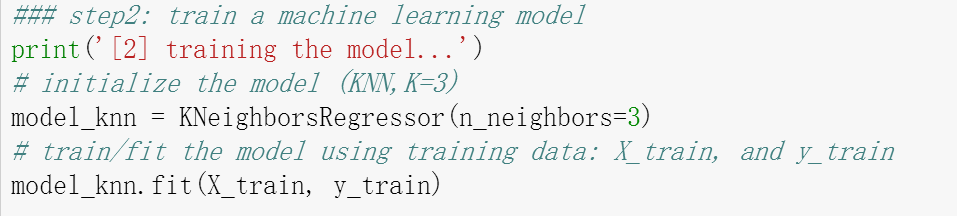 ### step2: train a machine learning model
print('[2] training the model...')
# initialize the model (KNN,K=3)
model_knn = KNeighborsRegressor(n_neighbors=3)
# train/fit the model using training data: X_train, and y_train
model_knn.fit(X_train, y_train)